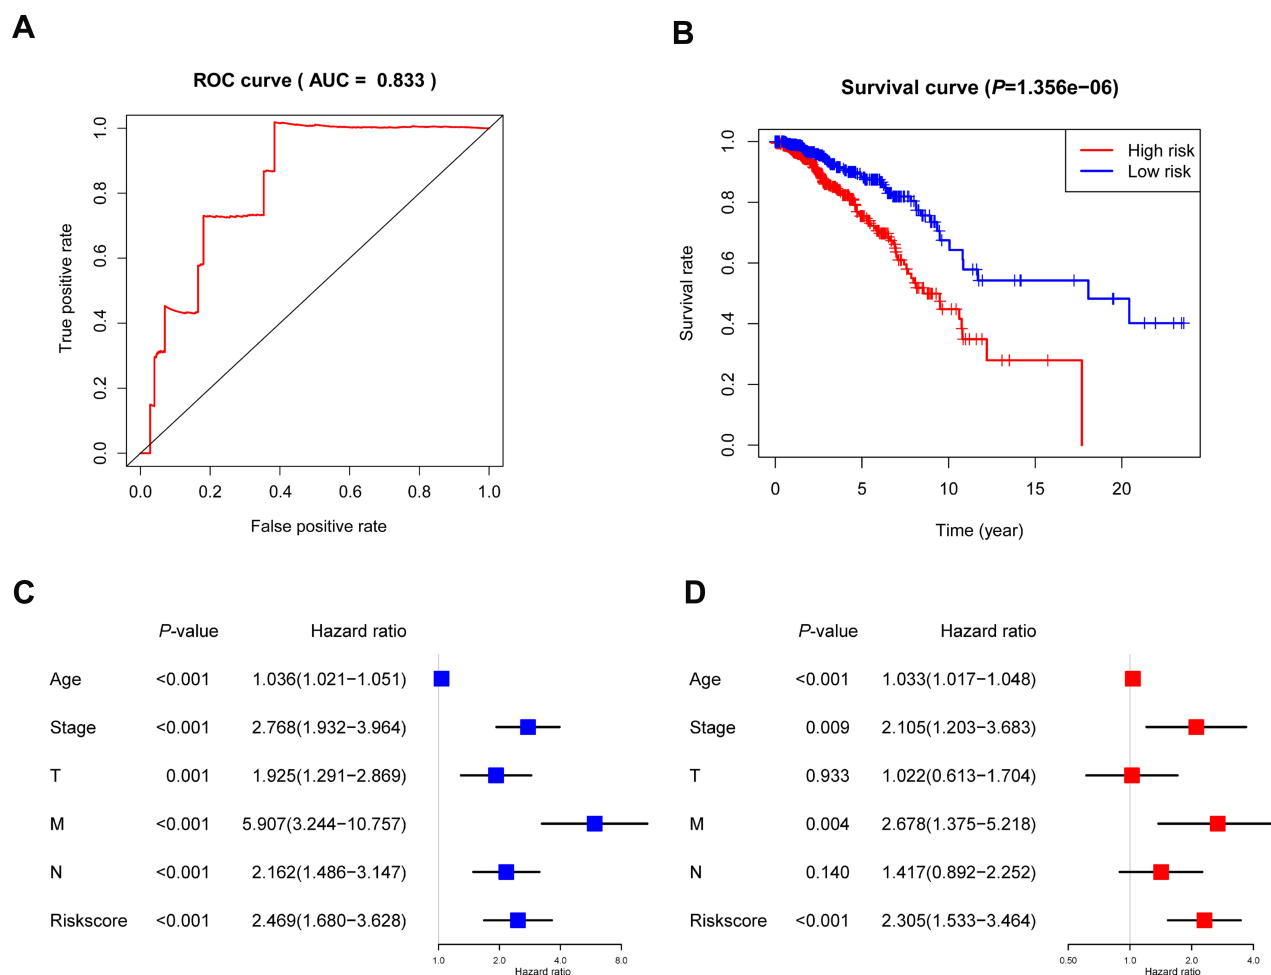 A
ROC curve ( AUC =  0.833 )
True positive rate
0.0 0.2 0.4 0.6 0.8 1.0
0.0 0.2 0.4 0.6 0.8 1.0
False positive rate
B
Survival curve (P=1.356e−06)
High risk
Low risk
Survival rate
0.0 0.2 0.4 0.6 0.8 1.0
0 5 10 15 20
Time (year)
C
P-value Hazard ratio
Age <0.001 1.036(1.021−1.051)
Stage <0.001 2.768(1.932−3.964)
T 0.001 1.925(1.291−2.869)
M <0.001 5.907(3.244−10.757)
N <0.001 2.162(1.486−3.147)
Riskscore <0.001 2.469(1.680−3.628)
1.0 2.0 4.0 8.0
Hazard ratio
D
P-value Hazard ratio
Age <0.001 1.033(1.017−1.048)
Stage 0.009 2.105(1.203−3.683)
T 0.933 1.022(0.613−1.704)
M 0.004 2.678(1.375−5.218)
N 0.140 1.417(0.892−2.252)
Riskscore <0.001 2.305(1.533−3.464)
0.50 1.0 2.0 4.0
Hazard ratio